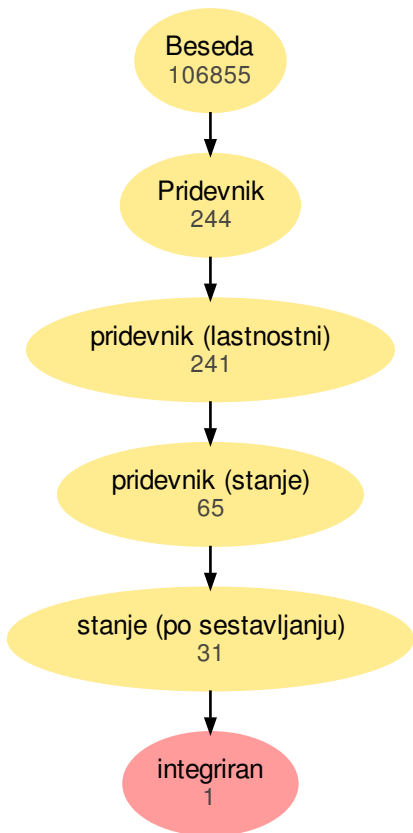 Beseda
106855
Pridevnik
244
pridevnik (lastnostni)
241
pridevnik (stanje)
65
stanje (po sestavljanju)
31
integriran
1